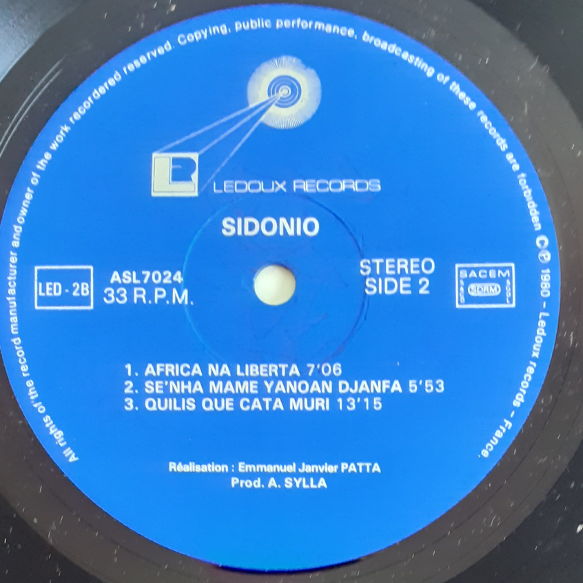 All rights of the record manufacturer and owner of the work recordered reserved. Copying, public performance, broadcasting of these records are forbidden © ℗ 1980 - Ledoux records - France.
LEDOUX RECORDS
SIDONIO
LED - 2B
ASL7024
33 R.P.M.
STEREO
SIDE 2
SACEM
SDRM
1. AFRICA NA LIBERTA 7'06
2. SE'NHA MAME YANOAN DJANFA 5'53
3. QUILIS QUE CATA MURI 13'15
Réalisation : Emmanuel Janvier PATTA
Prod. A. SYLLA